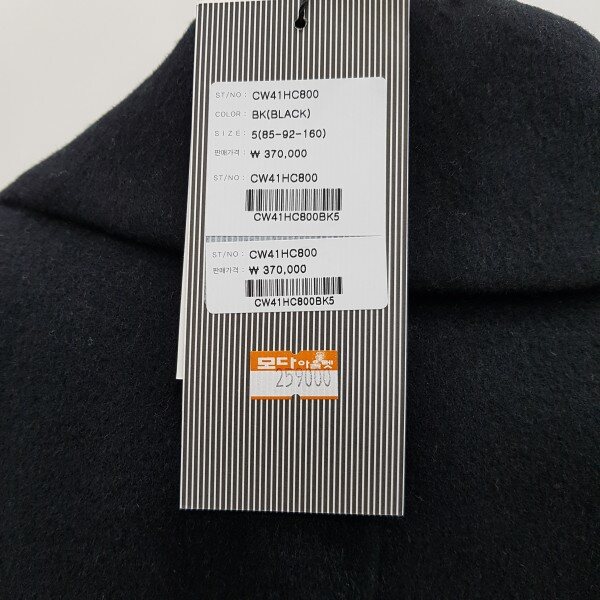 ST/NO : CW41HC800
COLOR : BK(BLACK)
SIZE : 5(85-92-160)
판매가격 : ₩ 370,000
ST/NO : CW41HC800
CW41HC800BK5
ST/NO : CW41HC800
판매가격 : ₩ 370,000
CW41HC800BK5
모다아울렛
259000